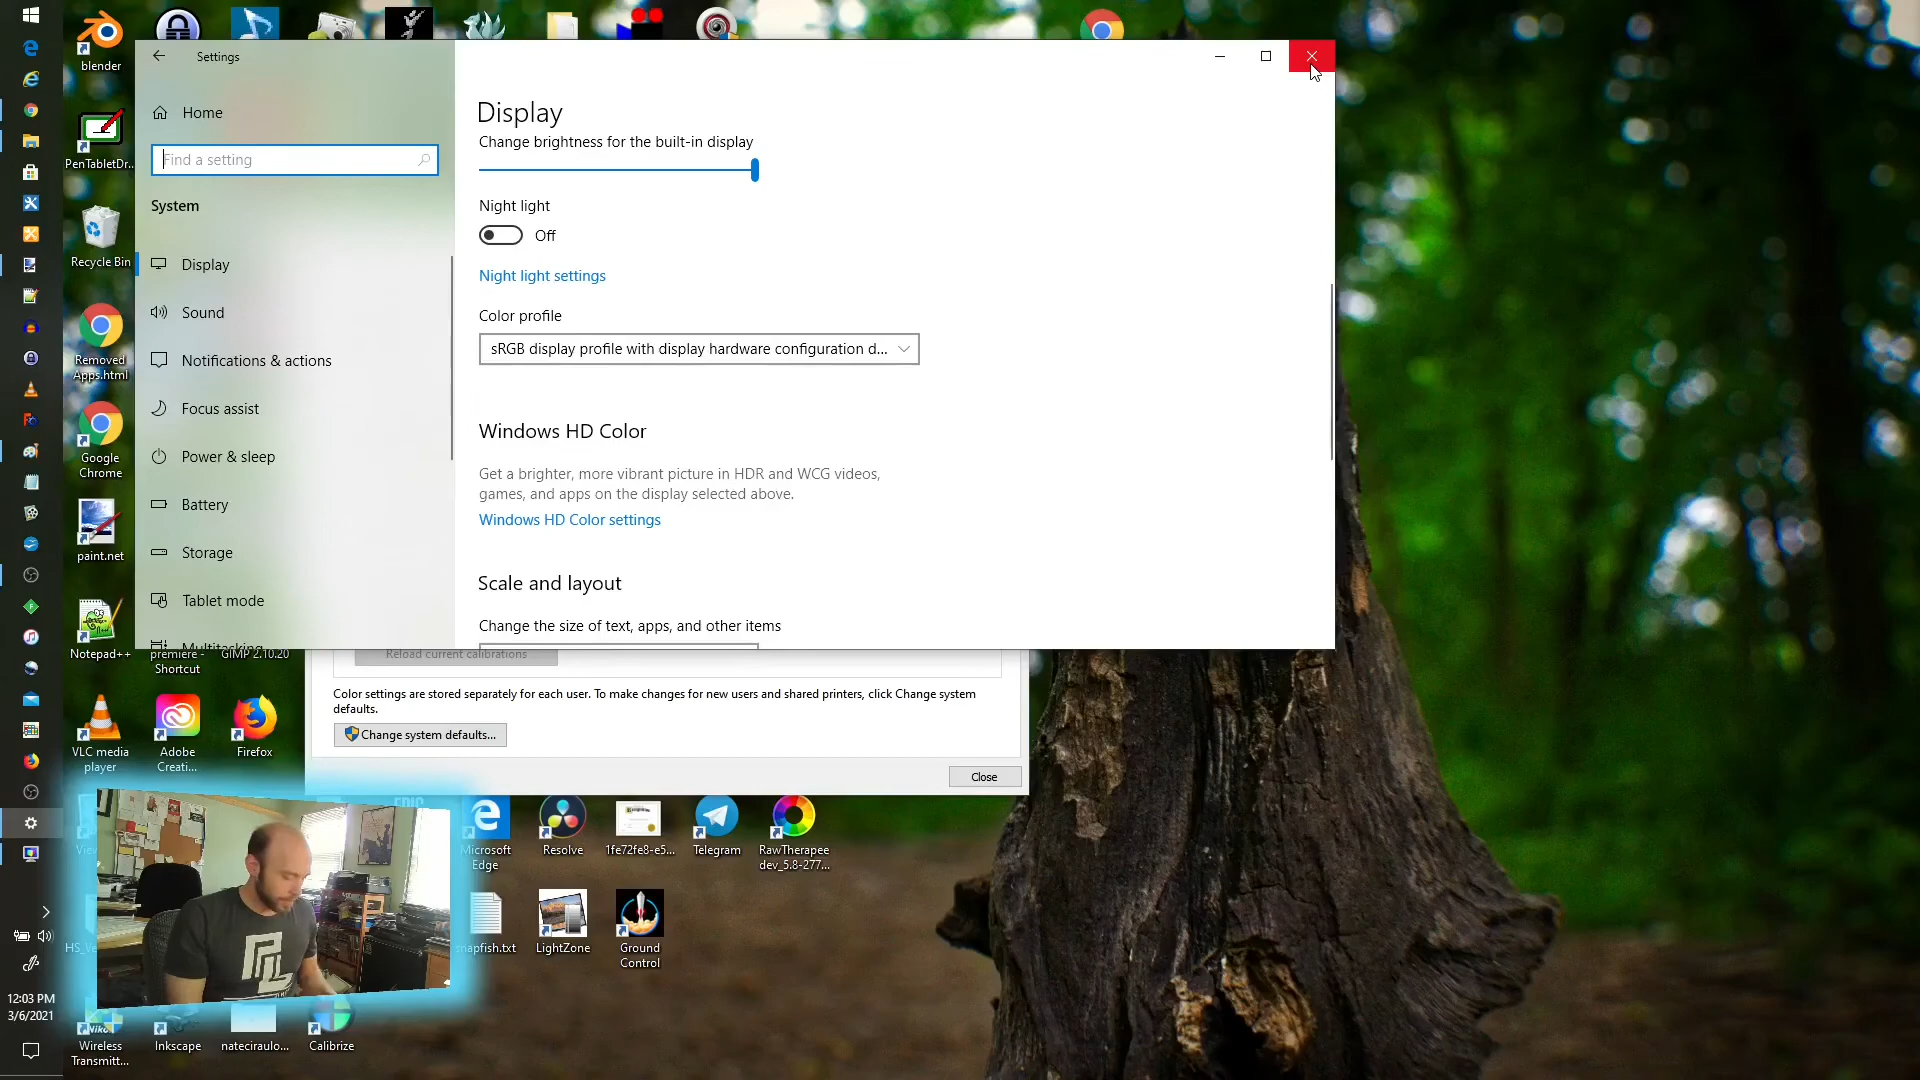 blender
PenTabletDr...
Recycle Bin
Removed
Apps.html
Google
Chrome
paint.net
Notepad++
VLC media
player
premiere -
Shortcut
GIMP 2.10.20
Adobe
Creati...
Firefox
Settings
Home
Find a setting
System
Display
Sound
Notifications & actions
Focus assist
Power & sleep
Battery
Storage
Tablet mode
Multitasking
Display
Change brightness for the built-in display
Night light
Off
Night light settings
Color profile
sRGB display profile with display hardware configuration d...
Windows HD Color
Get a brighter, more vibrant picture in HDR and WCG videos,
games, and apps on the display selected above.
Windows HD Color settings
Scale and layout
Change the size of text, apps, and other items
Reload current calibrations
Color settings are stored separately for each user. To make changes for new users and shared printers, click Change system
defaults.
Change system defaults...
Close
Microsoft
Edge
Resolve
1fe72fe8-e5...
Telegram
RawTherapee
dev_5.8-277...
snapfish.txt
LightZone
Ground
Control
12:03 PM
3/6/2021
Wireless
Transmitt...
Inkscape
nateciraulo...
Calibrize